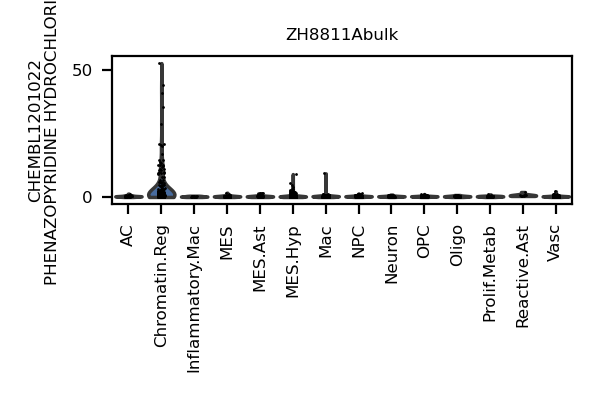 ZH8811Abulk
CHEMBL1201022
PHENAZOPYRIDINE HYDROCHLORI
50
0
AC
Chromatin.Reg
Inflammatory.Mac
MES
MES.Ast
MES.Hyp
Mac
NPC
Neuron
OPC
Oligo
Prolif.Metab
Reactive.Ast
Vasc